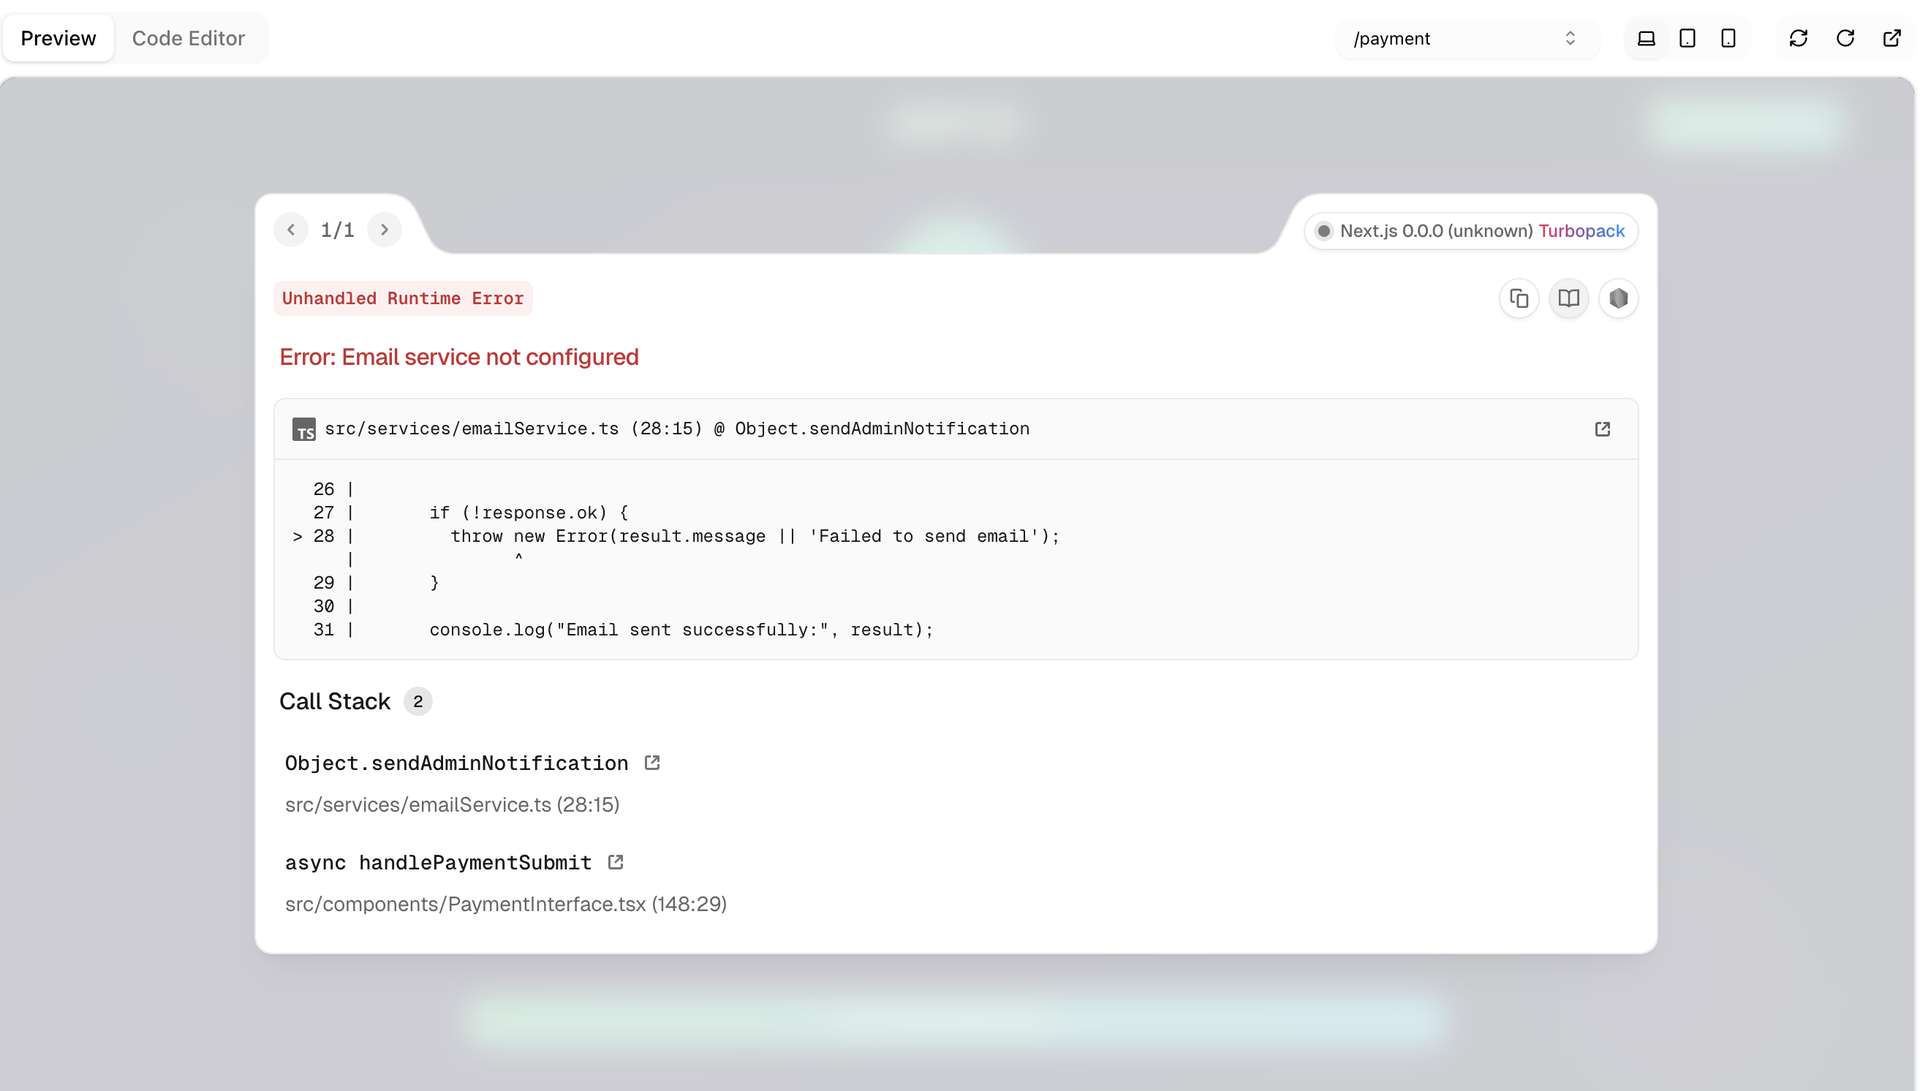 Preview
Code Editor
/payment
1/1
Next.js 0.0.0 (unknown) Turbopack
Unhandled Runtime Error
Error: Email service not configured
TS src/services/emailService.ts (28:15) @ Object.sendAdminNotification
26 |
27 |       if (!response.ok) {
> 28 |         throw new Error(result.message || 'Failed to send email');
|               ^
29 |       }
30 |
31 |       console.log("Email sent successfully:", result);
Call Stack 2
Object.sendAdminNotification
src/services/emailService.ts (28:15)
async handlePaymentSubmit
src/components/PaymentInterface.tsx (148:29)